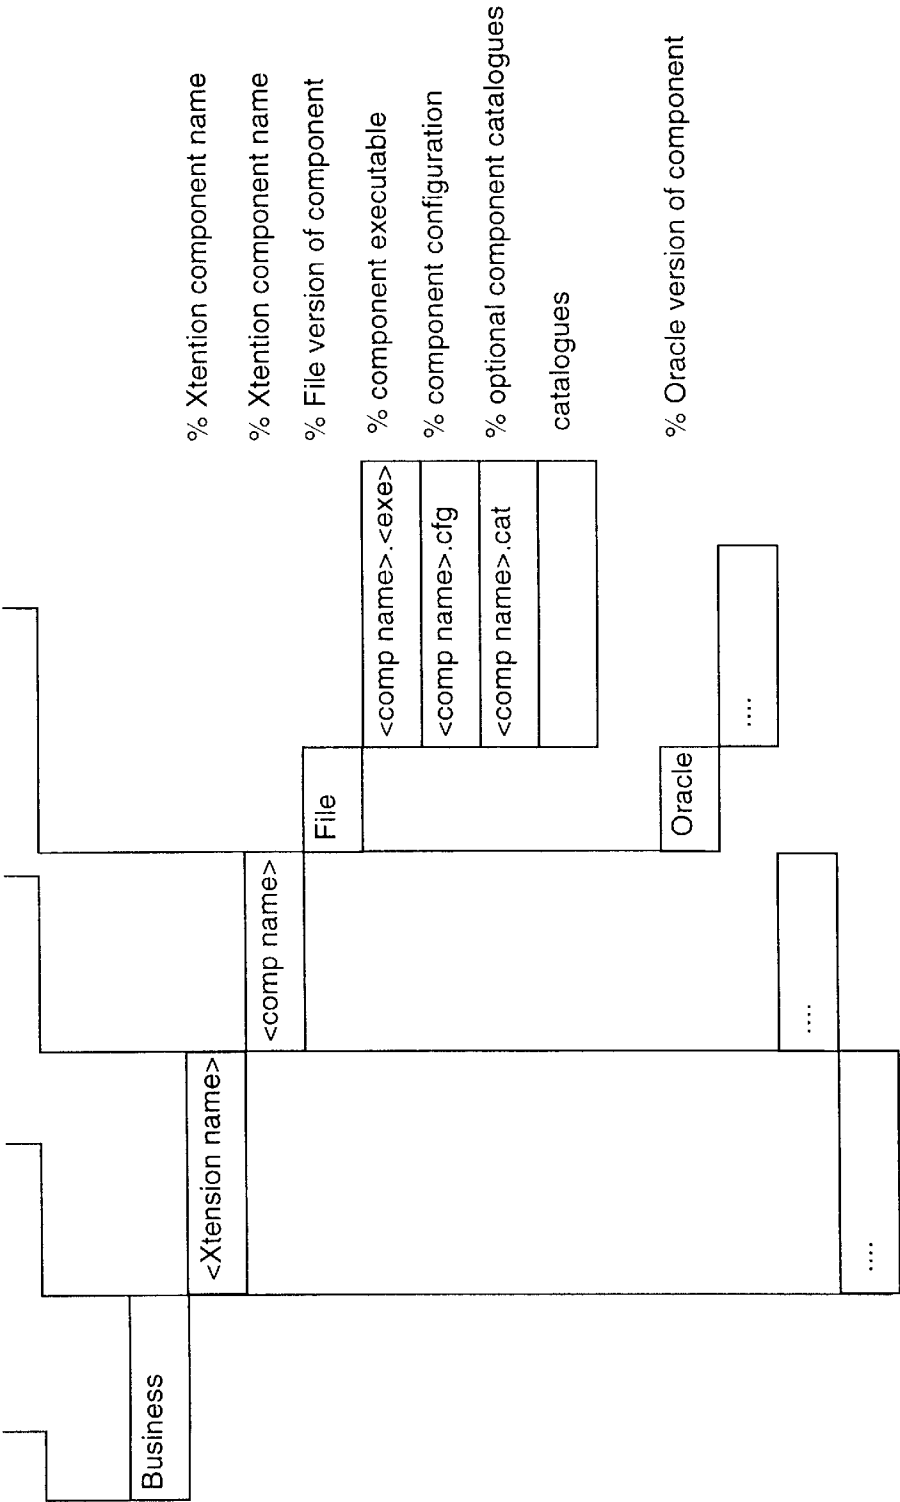 Business
<Xtension name> % Xtention component name
<comp name> % Xtention component name
File % File version of component
<comp name>.<exe> % component executable
<comp name>.cfg % component configuration
<comp name>.cat % optional component catalogues
catalogues
Oracle % Oracle version of component
....
....
....